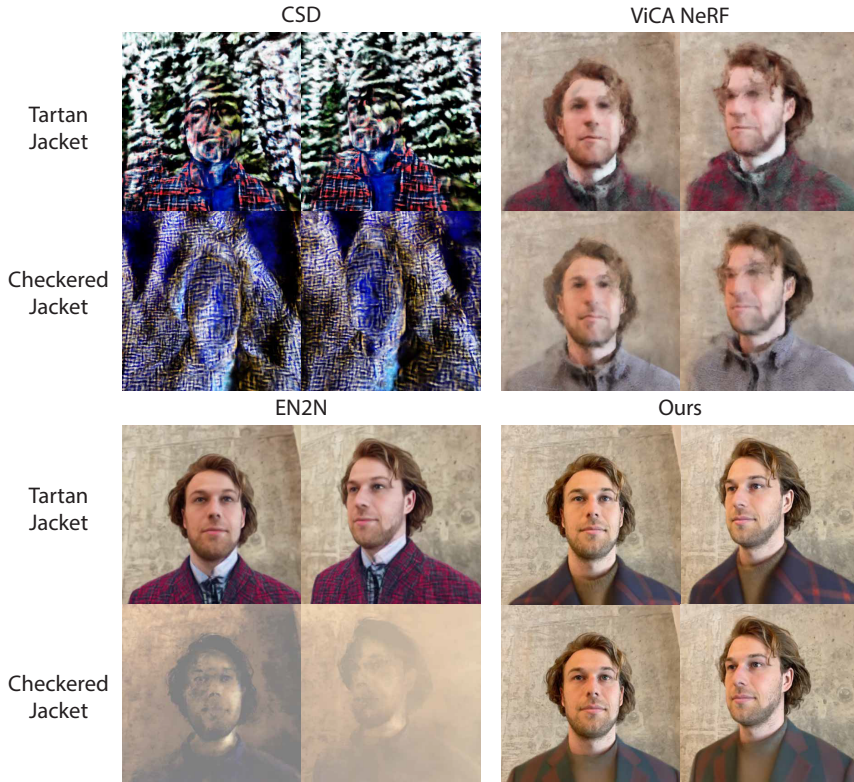 CSD
ViCA NeRF
Tartan
Jacket
Checkered
Jacket
EN2N
Ours
Tartan
Jacket
Checkered
Jacket